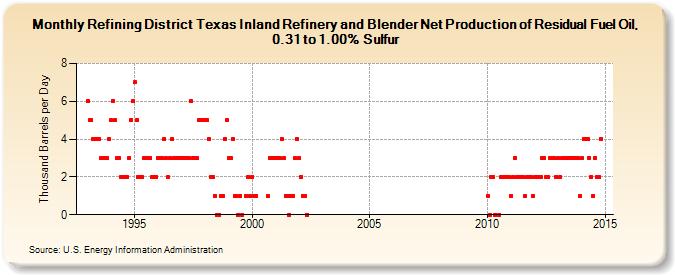 Monthly Refining District Texas Inland Refinery and Blender Net Production of Residual Fuel Oil,
0.31 to 1.00% Sulfur
Thousand Barrels per Day
8
6
4
2
0
1995 2000 2005 2010 2015
Source: U.S. Energy Information Administration